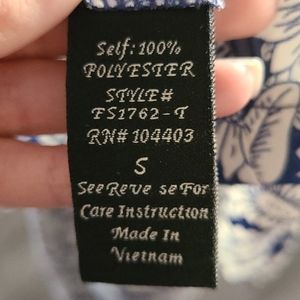 Self: 100%
POLYESTER
STYLE#
FS1762-T
RN# 104403
S
See Reve se For
Care Instruction
Made In
Vietnam